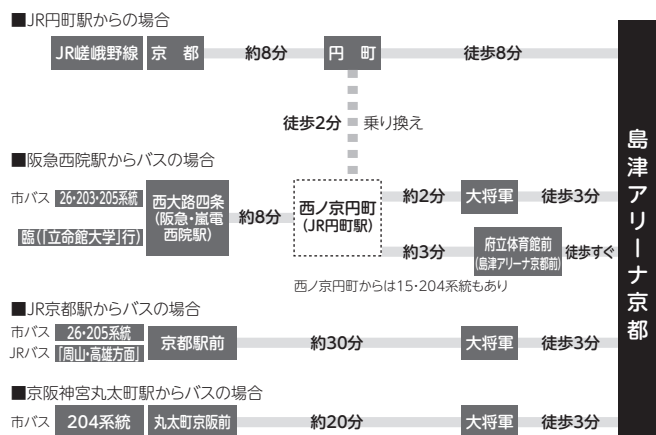 ■JR円町駅からの場合
JR嵯峨野線 京 都 約8分 円 町 徒歩8分
徒歩2分 乗り換え
■阪急西院駅からバスの場合
市バス 26・203・205系統
臨(「立命館大学」行)
西大路四条
(阪急・嵐電
西院駅)
約8分
西ノ京円町
(JR円町駅)
約2分 大将軍 徒歩3分
約3分 府立体育館前
(島津アリーナ京都前)
徒歩すぐ
西ノ京円町からは15・204系統もあり
■JR京都駅からバスの場合
市バス 26・205系統
JRバス 「周山・高雄方面」
京都駅前 約30分 大将軍 徒歩3分
■京阪神宮丸太町駅からバスの場合
市バス 204系統 丸太町京阪前 約20分 大将軍 徒歩3分
島津アリーナ京都